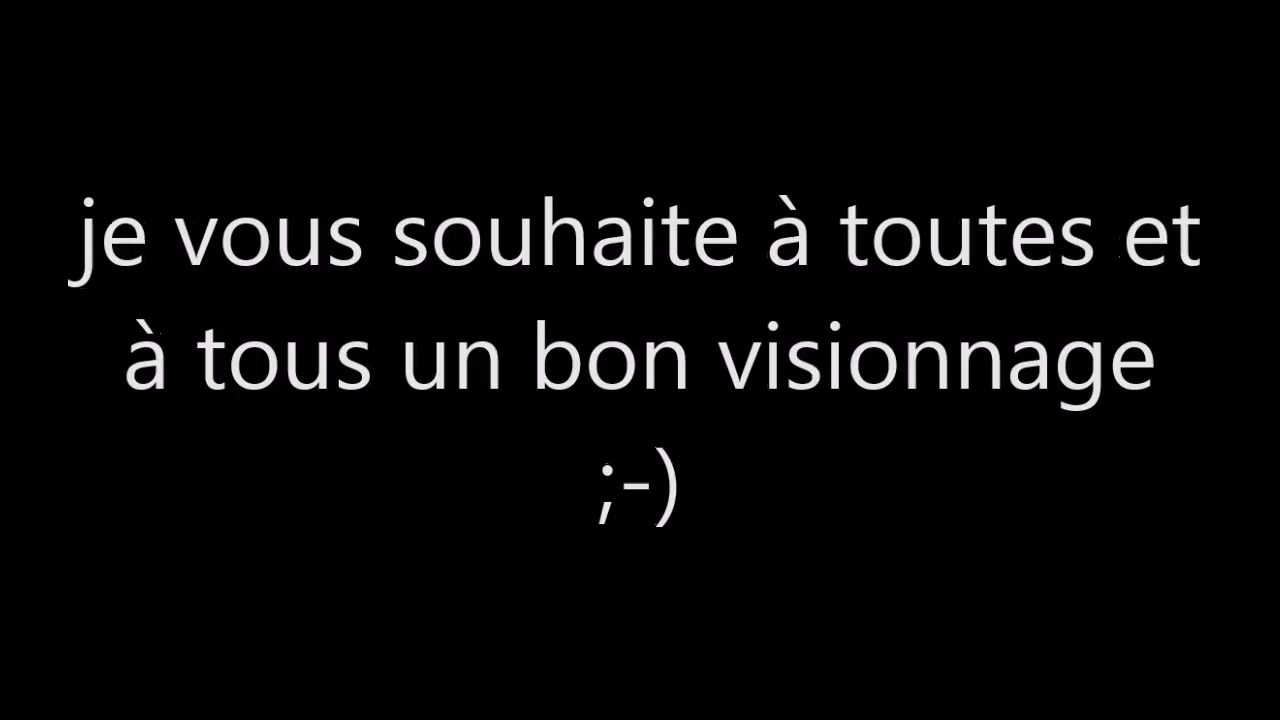 je vous souhaite à toutes et
à tous un bon visionnage
;-)